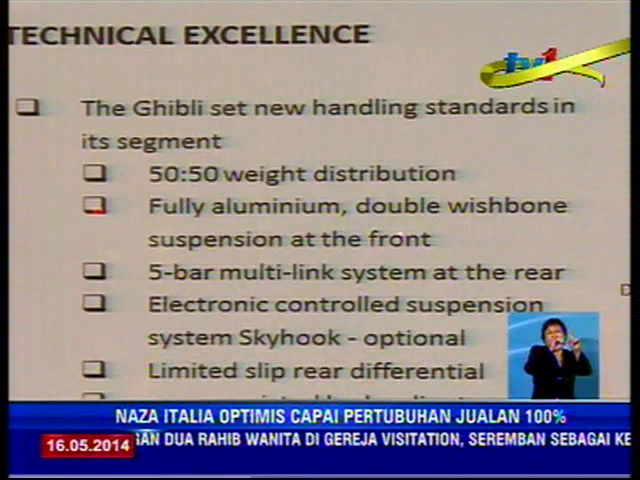 TECHNICAL EXCELLENCE
tv1
The Ghibli set new handling standards in
its segment
50:50 weight distribution
Fully aluminium, double wishbone
suspension at the front
5-bar multi-link system at the rear
Electronic controlled suspension
system Skyhook - optional
Limited slip rear differential
NAZA ITALIA OPTIMIS CAPAI PERTUBUHAN JUALAN 100%
16.05.2014
DUA RAHIB WANITA DI GEREJA VISITATION, SEREMBAN SEBAGAI KE